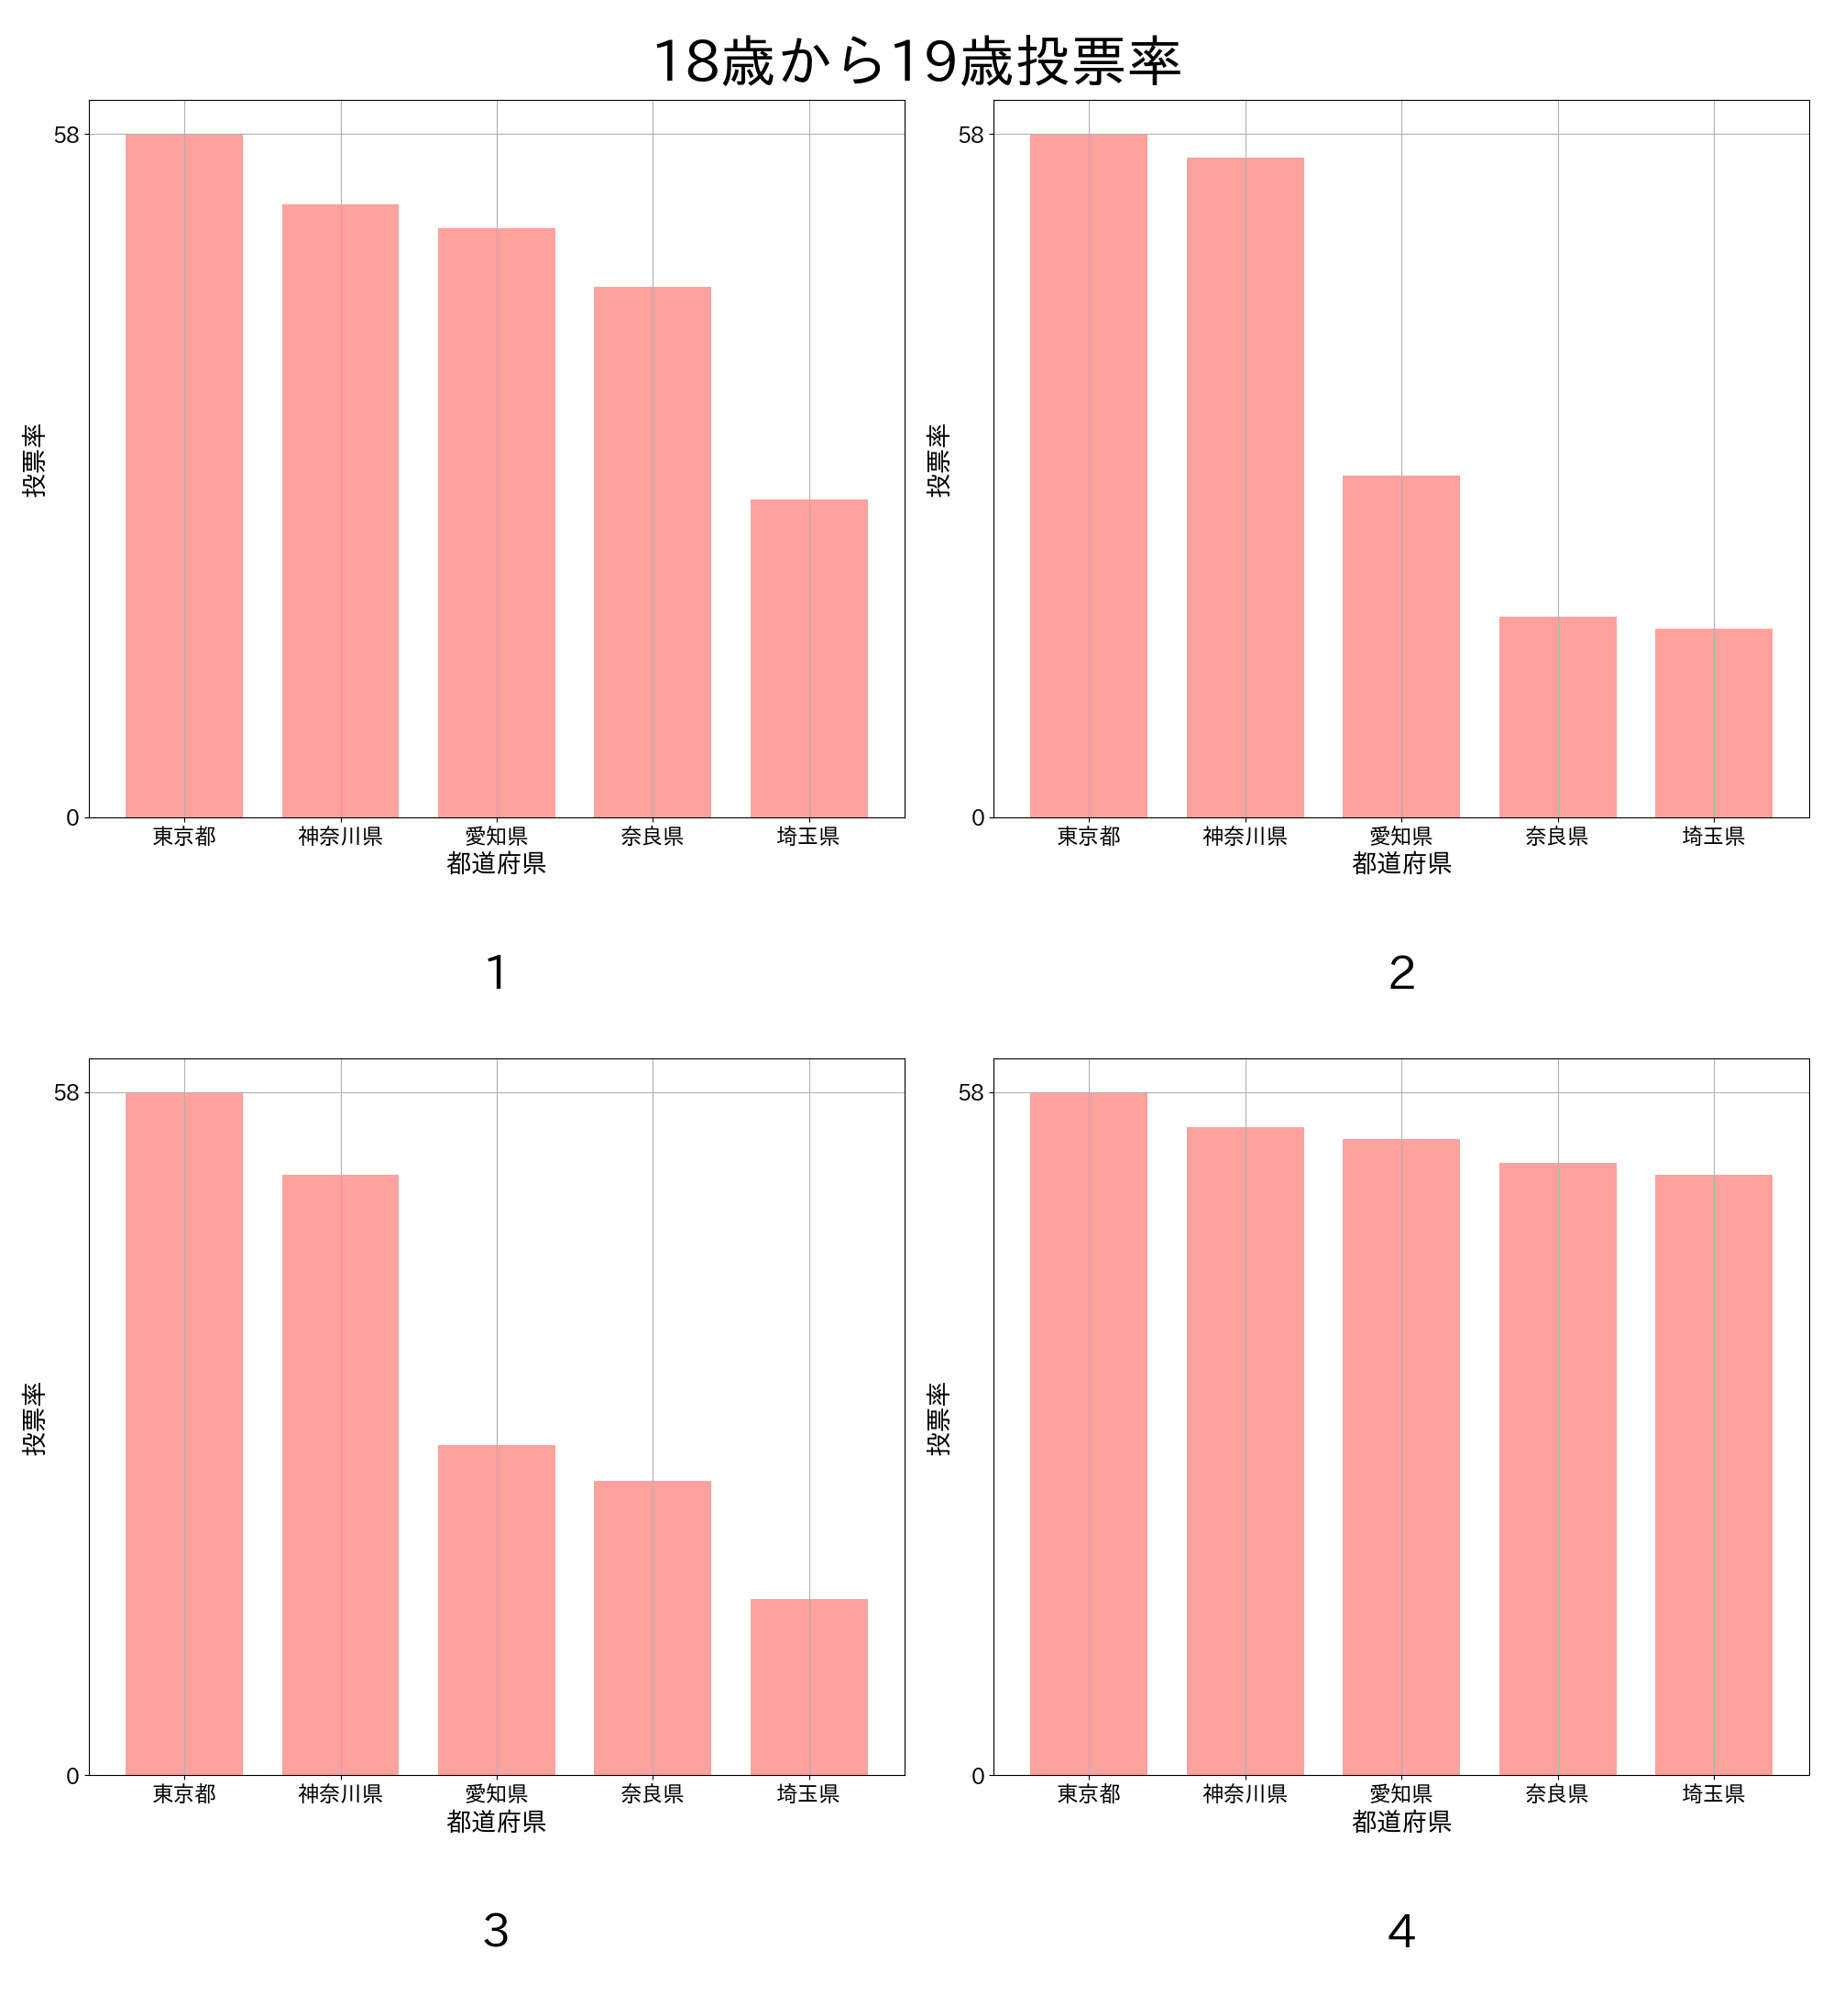 18歳から19歳投票率
58
0
投票率
東京都 神奈川県 愛知県 奈良県 埼玉県
都道府県
1
58
0
投票率
東京都 神奈川県 愛知県 奈良県 埼玉県
都道府県
2
58
0
投票率
東京都 神奈川県 愛知県 奈良県 埼玉県
都道府県
3
58
0
投票率
東京都 神奈川県 愛知県 奈良県 埼玉県
都道府県
4